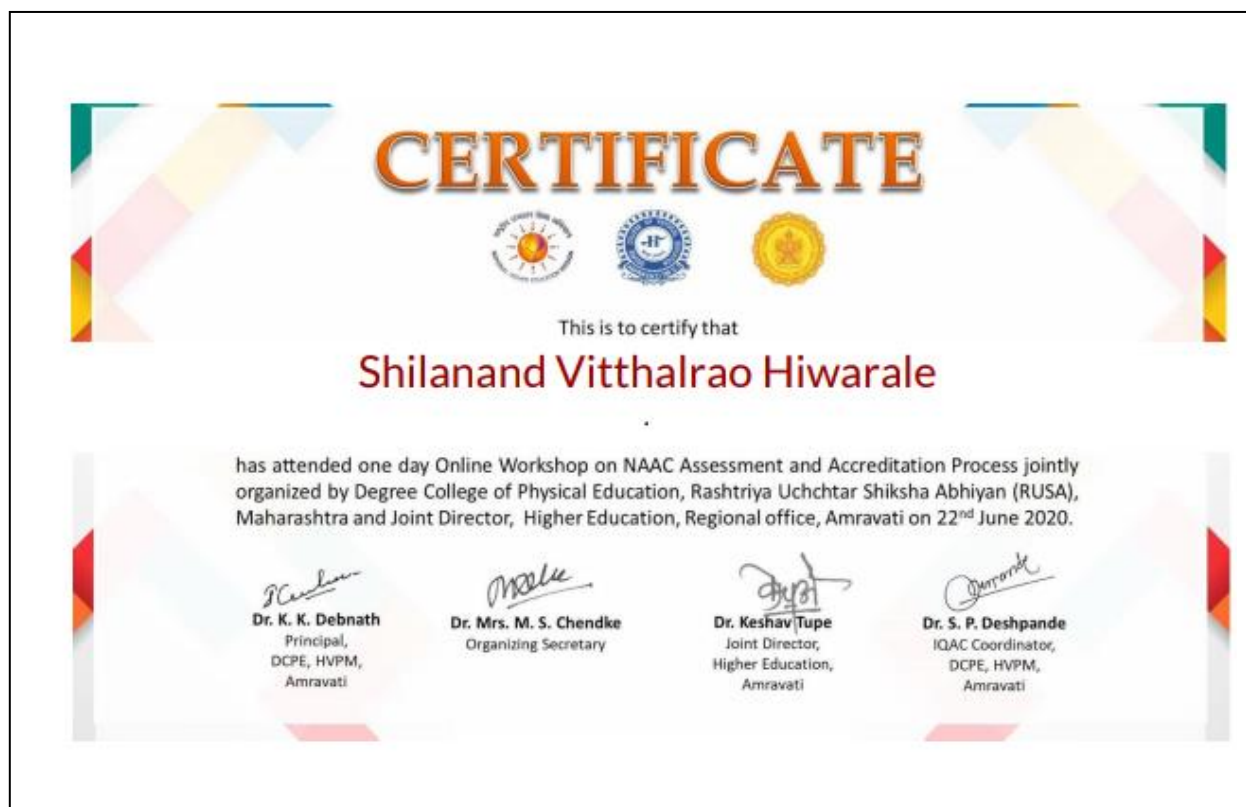 CERTIFICATE
This is to certify that
Shilanand Vitthalrao Hiwarale
.
has attended one day Online Workshop on NAAC Assessment and Accreditation Process jointly
organized by Degree College of Physical Education, Rashtriya Uchchtar Shiksha Abhiyan (RUSA),
Maharashtra and Joint Director, Higher Education, Regional office, Amravati on 22nd June 2020.
Dr. K. K. Debnath
Principal,
DCPE, HVPM,
Amravati
Dr. Mrs. M. S. Chendke
Organizing Secretary
Dr. Keshav Tupe
Joint Director,
Higher Education,
Amravati
Dr. S. P. Deshpande
IQAC Coordinator,
DCPE, HVPM,
Amravati